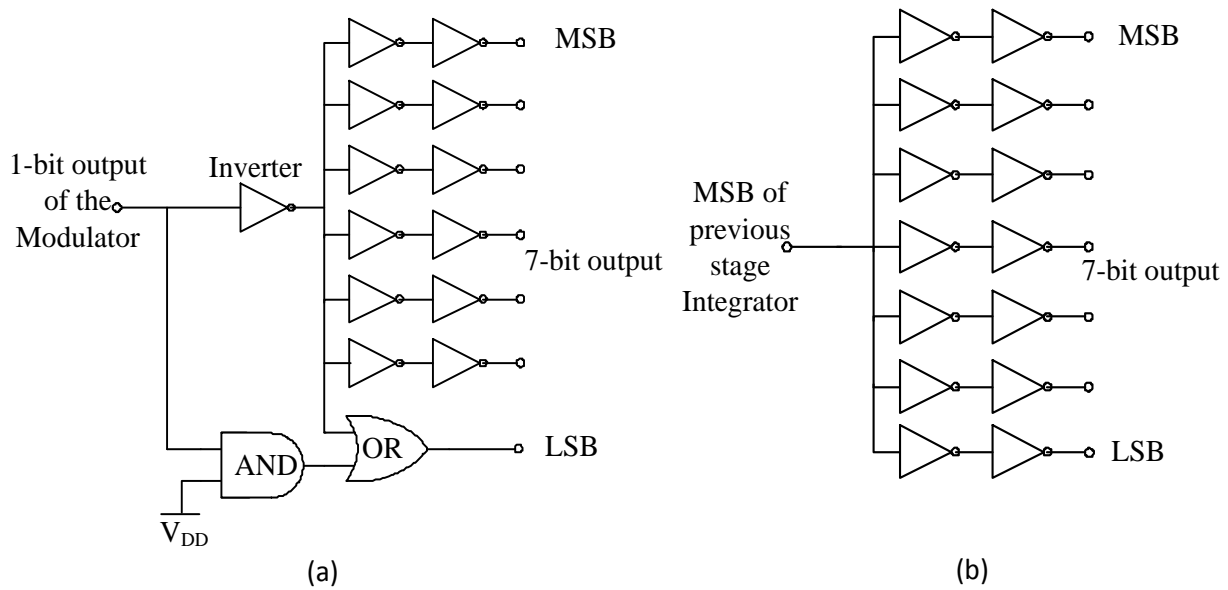 MSB
1-bit output
of the
Modulator
Inverter
7-bit output
AND
OR
LSB
VDD
(a)
MSB
MSB of
previous
stage
Integrator
7-bit output
LSB
(b)